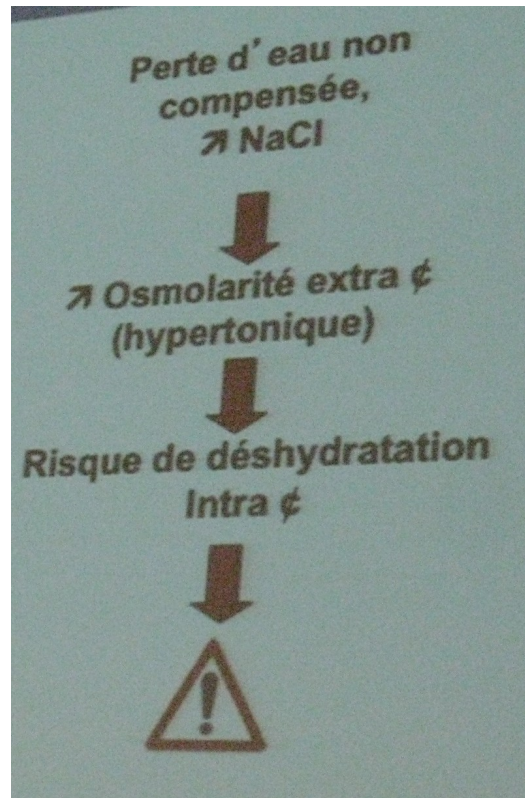 Perte d' eau non
compensée,
↗ NaCl
↗ Osmolarité extra ¢
(hypertonique)
Risque de déshydratation
Intra ¢
!